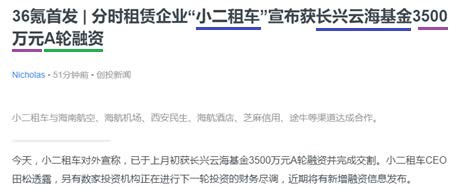 36氪首发 | 分时租赁企业“小二租车”宣布获长兴云海基金3500
万元A轮融资
Nicholas · 51分钟前 · 创投新闻
小二租车与海南航空、海航机场、西安民生、海航酒店、芝麻信用、途牛等渠道达成合作。
今天，小二租车对外宣称，已于上月初获长兴云海基金3500万元A轮融资并完成交割。小二租车CEO
田松透露，另有数家投资机构正在进行下一轮投资的财务尽调，近期将有新增融资信息发布。